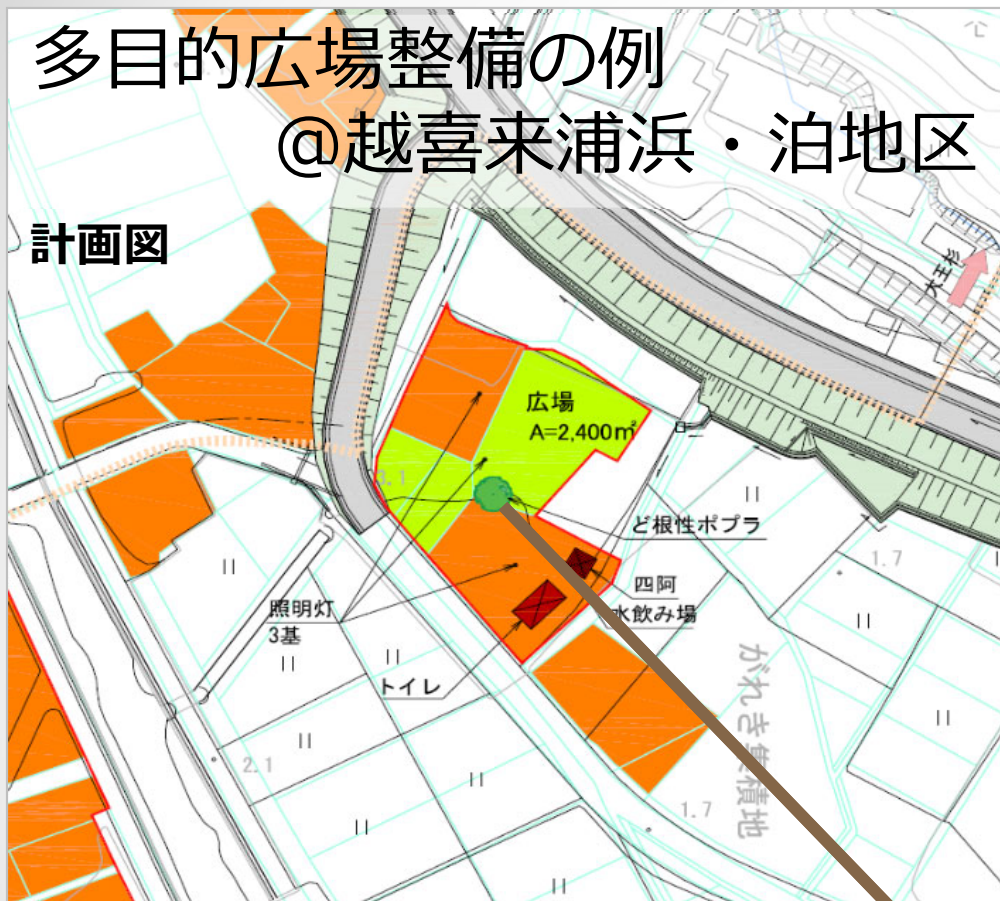 多目的広場整備の例
@越喜来浦浜・泊地区
計画図
大王杉
広場
A=2,400㎡
3.1
ど根性ポプラ
1.7
四阿
水飲み場
照明灯
3基
トイレ
がれき集積地
2.1
1.7